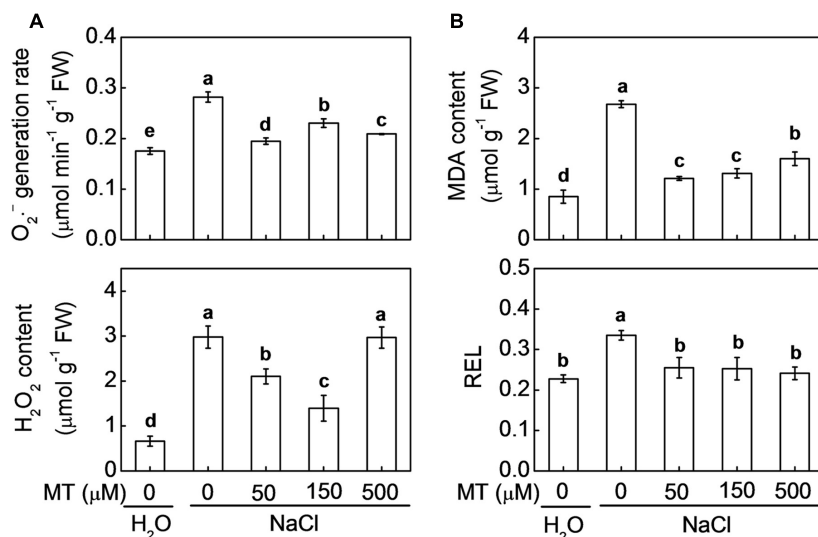 A
O₂·⁻ generation rate
(μmol min⁻¹ g⁻¹ FW)
0.4
0.3
0.2
0.1
0.0
e
a
d
b
c
H₂O₂ content
(μmol g⁻¹ FW)
4
3
2
1
0
d
a
b
c
a
MT (μM) 0 0 50 150 500
H₂O NaCl
B
MDA content
(μmol g⁻¹ FW)
4
3
2
1
0
d
a
c
c
b
REL
0.5
0.4
0.3
0.2
0.1
0.0
b
a
b
b
b
MT (μM) 0 0 50 150 500
H₂O NaCl